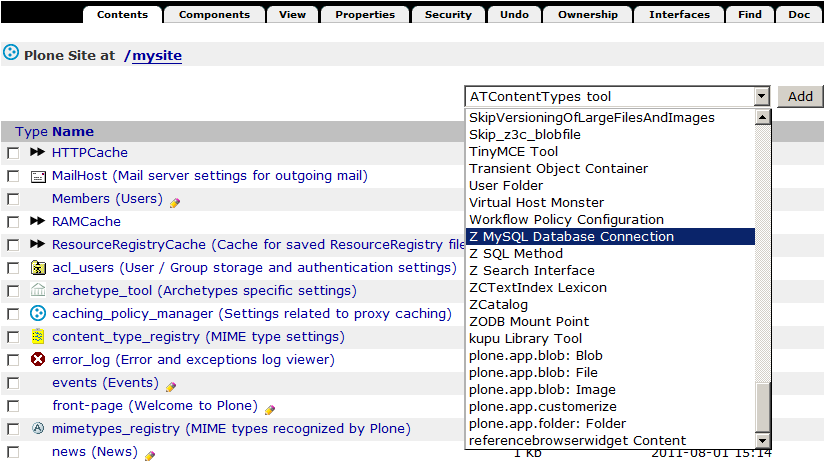 Contents Components View Properties Security Undo Ownership Interfaces Find Doc
Plone Site at /mysite
ATContentTypes tool Add
Type Name
HTTPCache
MailHost (Mail server settings for outgoing mail)
Members (Users)
RAMCache
ResourceRegistryCache (Cache for saved ResourceRegistry file
acl_users (User / Group storage and authentication settings)
archetype_tool (Archetypes specific settings)
caching_policy_manager (Settings related to proxy caching)
content_type_registry (MIME type settings)
error_log (Error and exceptions log viewer)
events (Events)
front-page (Welcome to Plone)
mimetypes_registry (MIME types recognized by Plone)
news (News) 1 Kb 2011-08-01 15:14
SkipVersioningOfLargeFilesAndImages
Skip_z3c_blobfile
TinyMCE Tool
Transient Object Container
User Folder
Virtual Host Monster
Workflow Policy Configuration
Z MySQL Database Connection
Z SQL Method
Z Search Interface
ZCTextIndex Lexicon
ZCatalog
ZODB Mount Point
kupu Library Tool
plone.app.blob: Blob
plone.app.blob: File
plone.app.blob: Image
plone.app.customerize
plone.app.folder: Folder
referencebrowserwidget Content